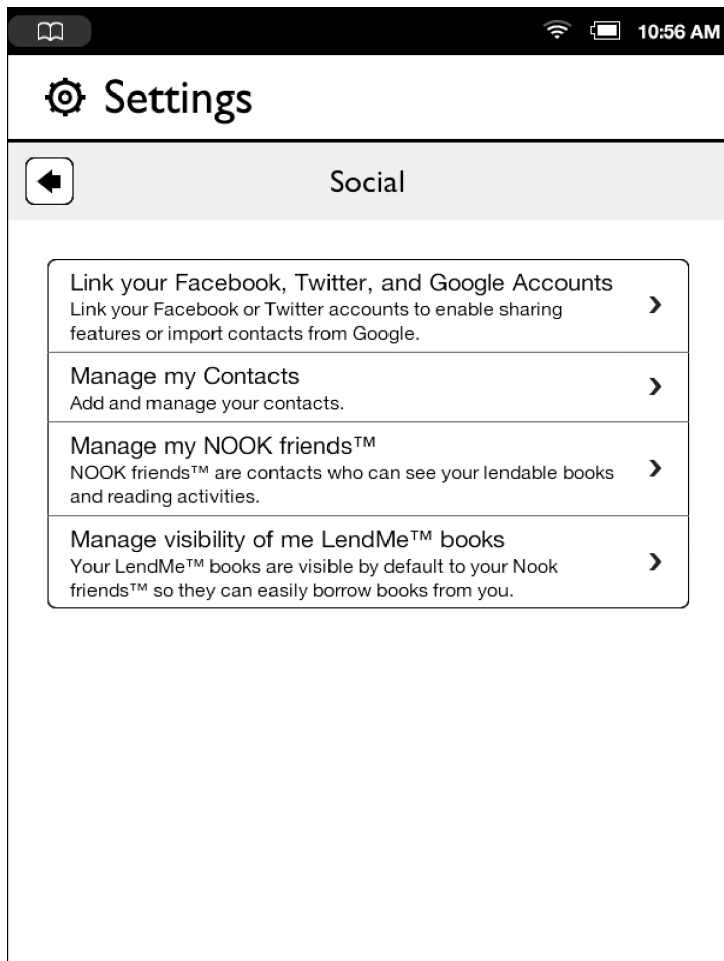 10:56 AM
Settings
Social
Link your Facebook, Twitter, and Google Accounts
Link your Facebook or Twitter accounts to enable sharing
features or import contacts from Google.
Manage my Contacts
Add and manage your contacts.
Manage my NOOK friends™
NOOK friends™ are contacts who can see your lendable books
and reading activities.
Manage visibility of me LendMe™ books
Your LendMe™ books are visible by default to your Nook
friends™ so they can easily borrow books from you.